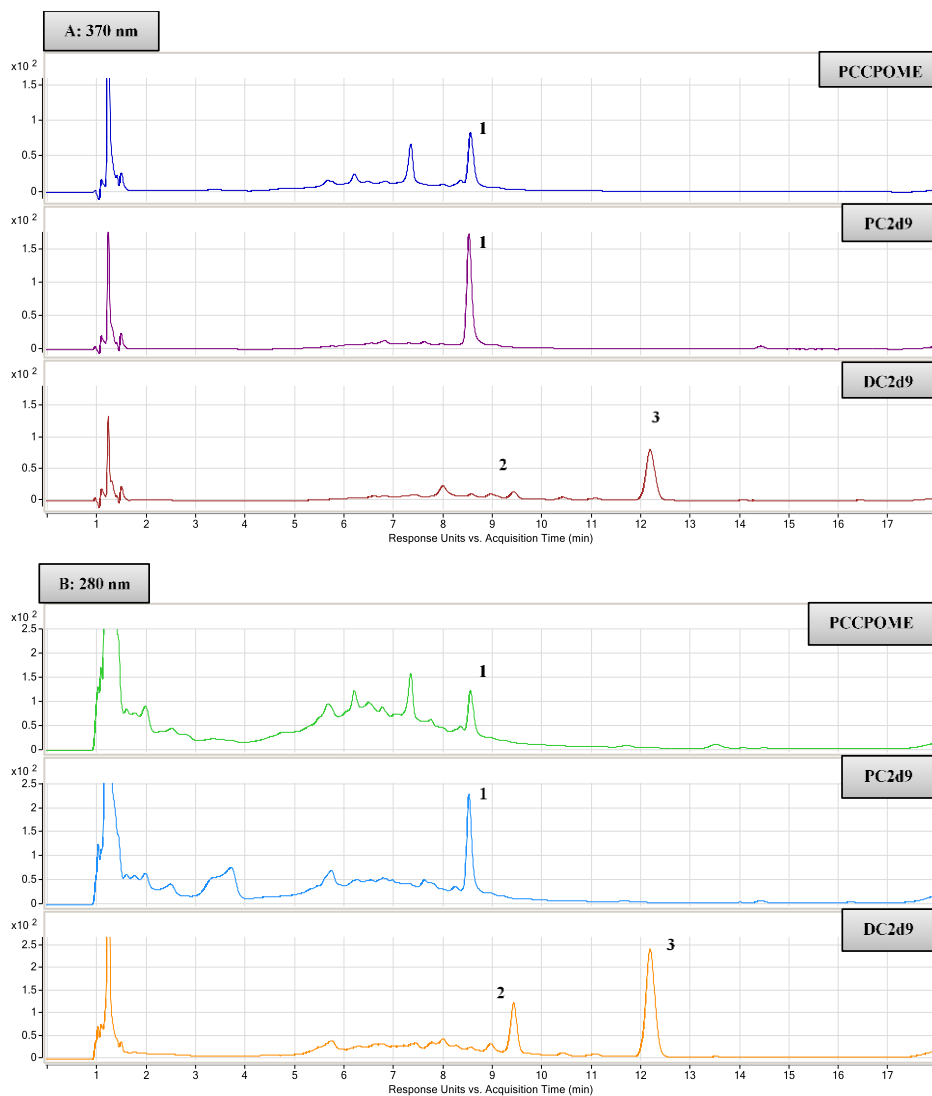 A: 370 nm
x10 2
PCCPOME
1.5
1
0.5
0
1
x10 2
PC2d9
1.5
1
0.5
0
1
x10 2
DC2d9
1.5
1
0.5
0
2
3
1 2 3 4 5 6 7 8 9 10 11 12 13 14 15 16 17
Response Units vs. Acquisition Time (min)
B: 280 nm
x10 2
PCCPOME
2.5
2
1.5
1
0.5
0
1
x10 2
PC2d9
2.5
2
1.5
1
0.5
0
1
x10 2
DC2d9
2.5
2
1.5
1
0.5
0
2
3
1 2 3 4 5 6 7 8 9 10 11 12 13 14 15 16 17
Response Units vs. Acquisition Time (min)